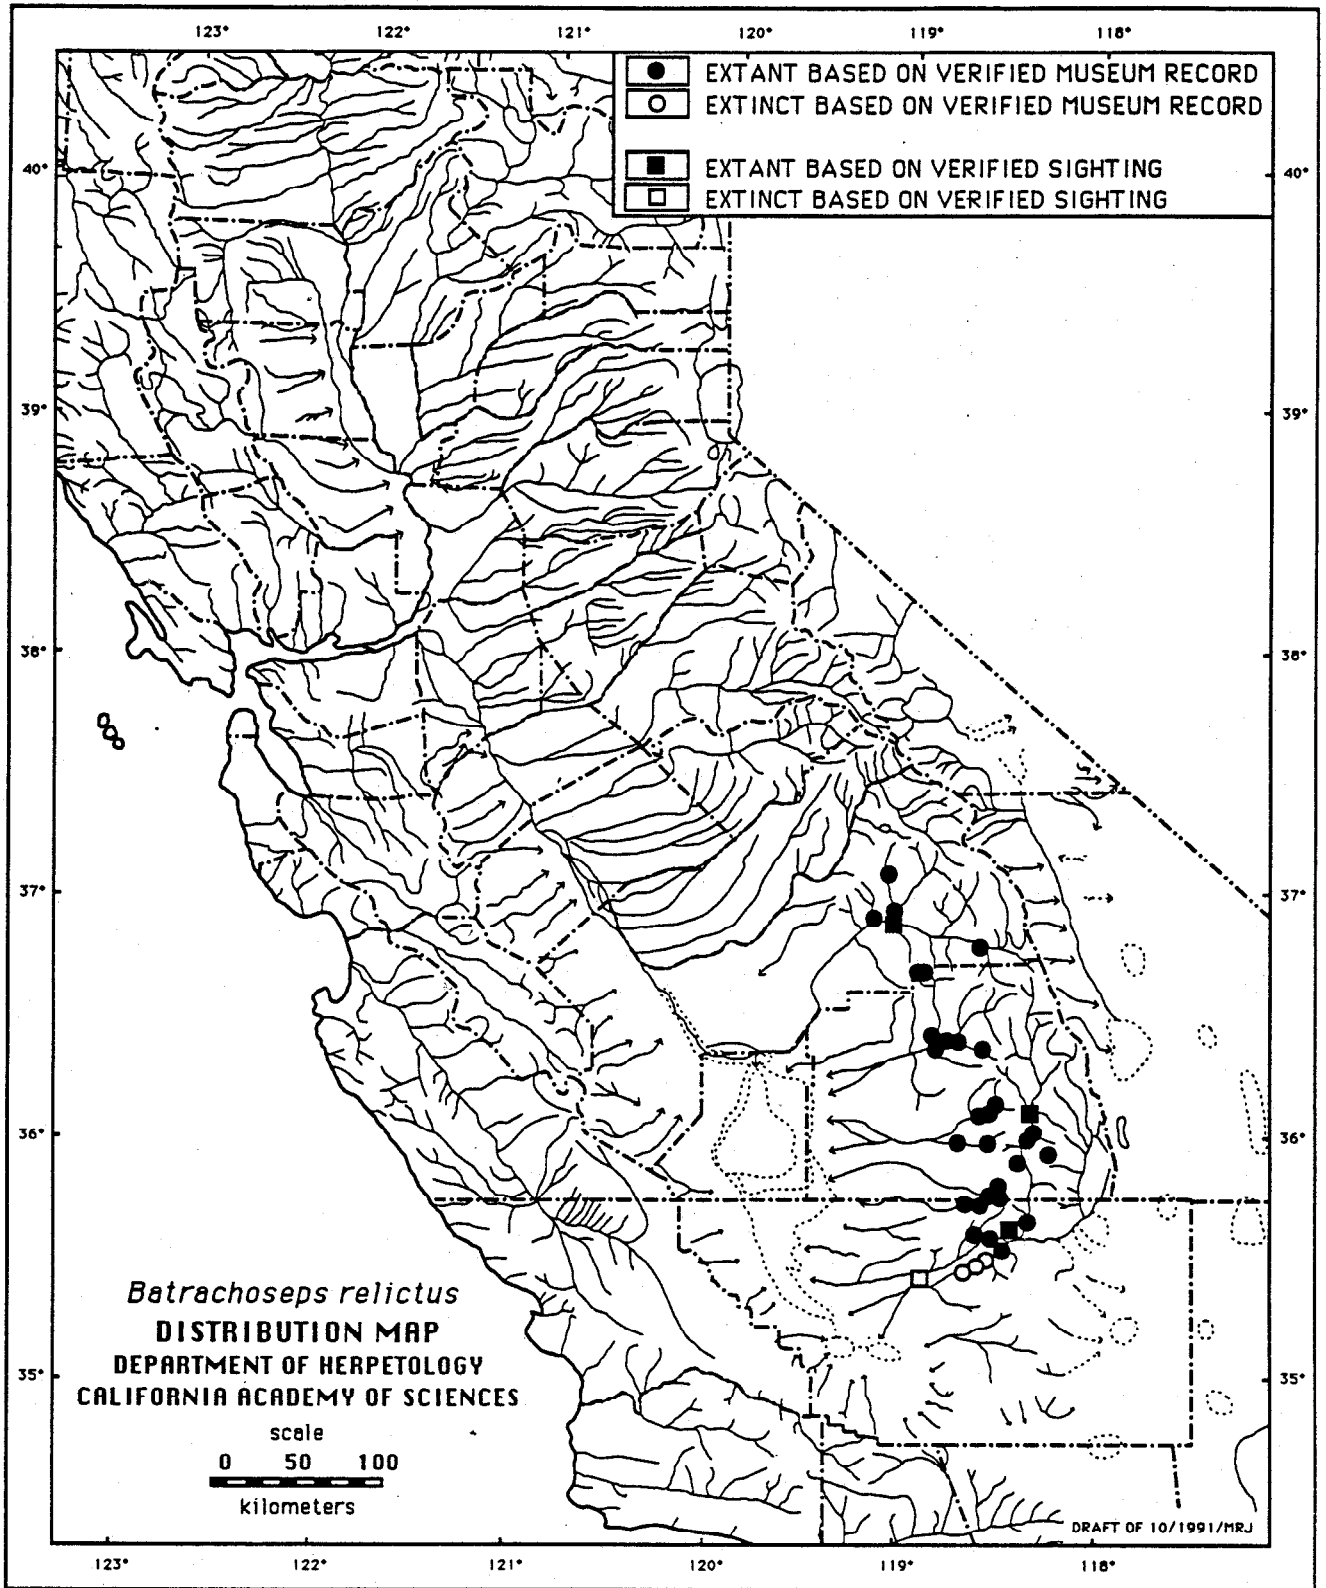 123° 122° 121° 120° 119° 118°
EXTANT BASED ON VERIFIED MUSEUM RECORD
EXTINCT BASED ON VERIFIED MUSEUM RECORD
EXTANT BASED ON VERIFIED SIGHTING
EXTINCT BASED ON VERIFIED SIGHTING
40° 40°
39° 39°
38° 38°
37° 37°
36° 36°
35° 35°
Batrachoseps relictus
DISTRIBUTION MAP
DEPARTMENT OF HERPETOLOGY
CALIFORNIA ACADEMY OF SCIENCES
scale
0 50 100
kilometers
DRAFT OF 10/1991/MRJ
123° 122° 121° 120° 119° 118°